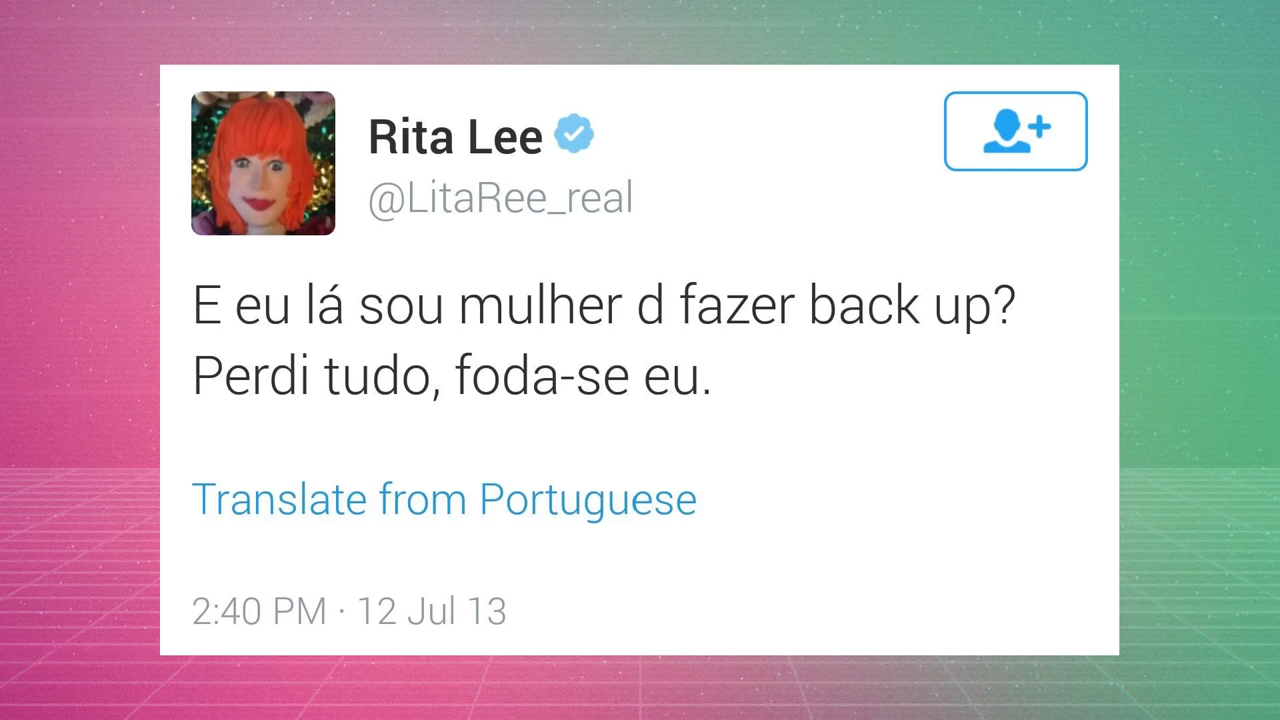 Rita Lee
@LitaRee_real
E eu lá sou mulher d fazer back up?
Perdi tudo, foda-se eu.
Translate from Portuguese
2:40 PM · 12 Jul 13